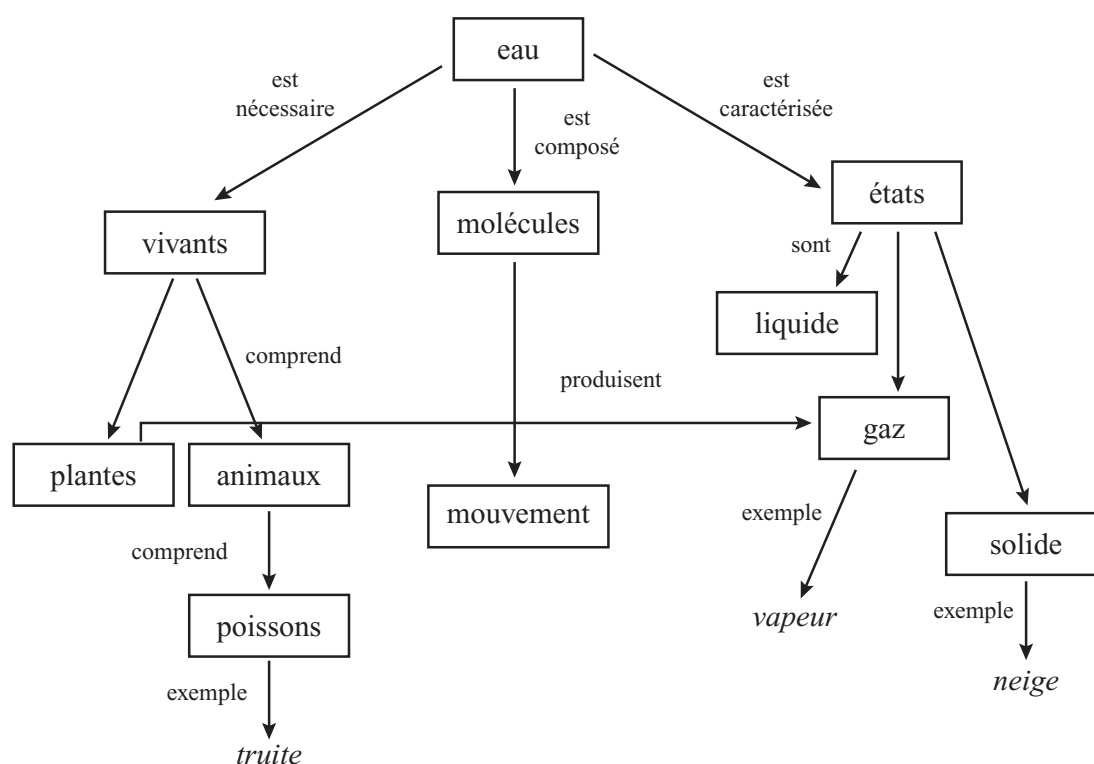 eau
est
nécessaire
est
composé
est
caractérisée
vivants
molécules
états
sont
liquide
comprend
produisent
plantes
animaux
gaz
mouvement
comprend
exemple
solide
poissons
vapeur
exemple
exemple
neige
truite